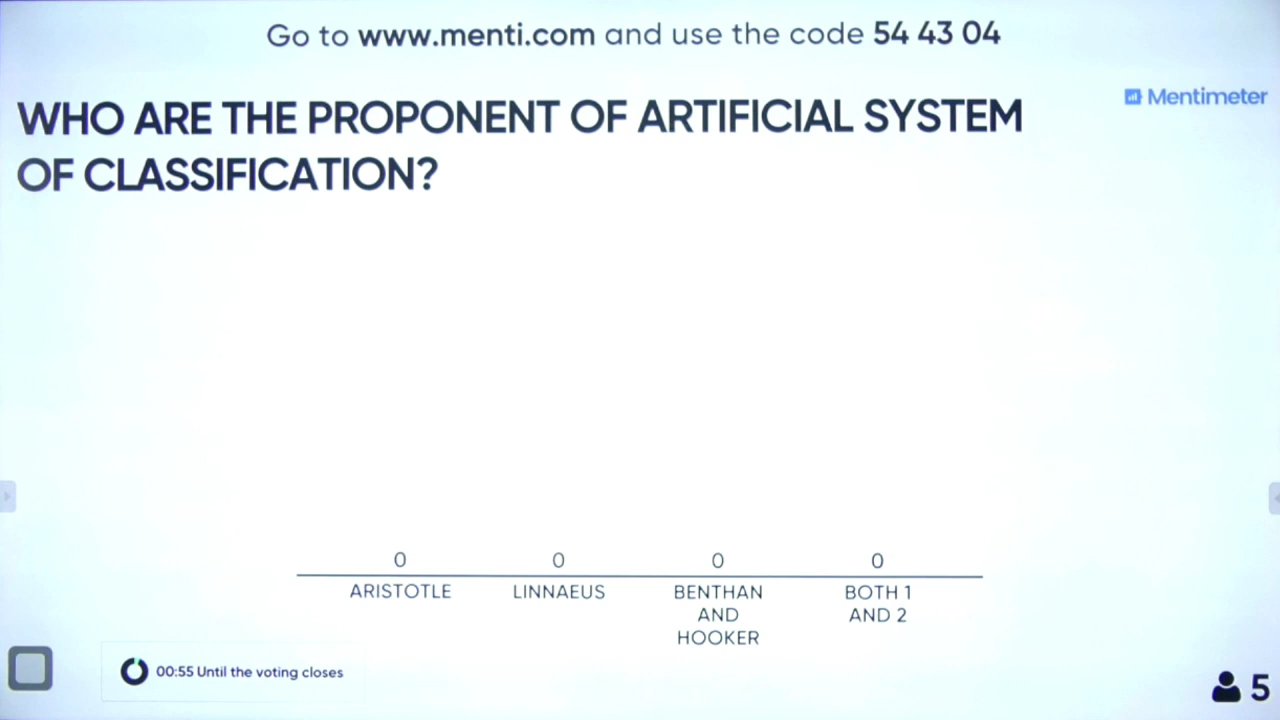 Go to www.menti.com and use the code 54 43 04
Mentimeter
WHO ARE THE PROPONENT OF ARTIFICIAL SYSTEM
OF CLASSIFICATION?
0 0 0 0
ARISTOTLE LINNAEUS BENTHAN BOTH 1
AND AND 2
HOOKER
00:55 Until the voting closes
5